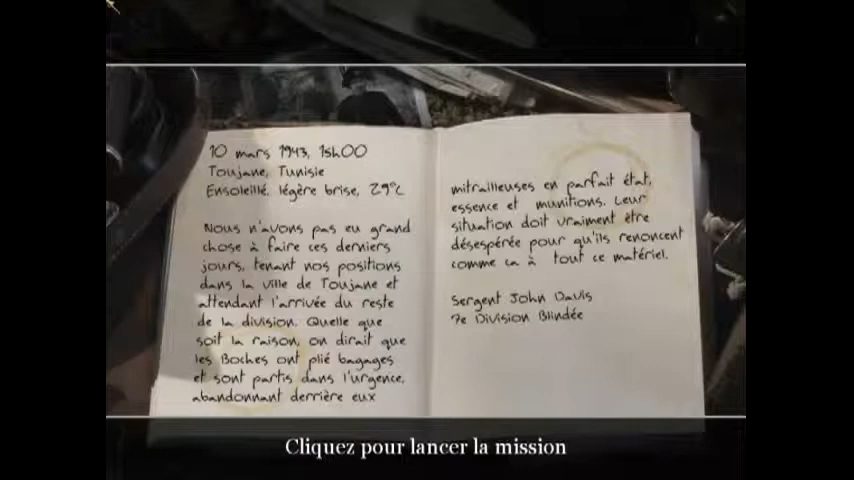 10 mars 1943, 15h00
Toujane, Tunisie
Ensoleillé, légère brise, 29°C
Nous n'avons pas eu grand
chose à faire ces derniers
jours, tenant nos positions
dans la ville de Toujane et
attendant l'arrivée du reste
de la division. Quelle que
soit la raison, on dirait que
les Boches ont plié bagages
et sont partis dans l'urgence,
abandonnant derrière eux
mitrailleuses en parfait état,
essence et munitions. Leur
situation doit vraiment être
désespérée pour qu'ils renoncent
comme ça à tout ce matériel.
Sergent John Davis
7e Division Blindée
Cliquez pour lancer la mission